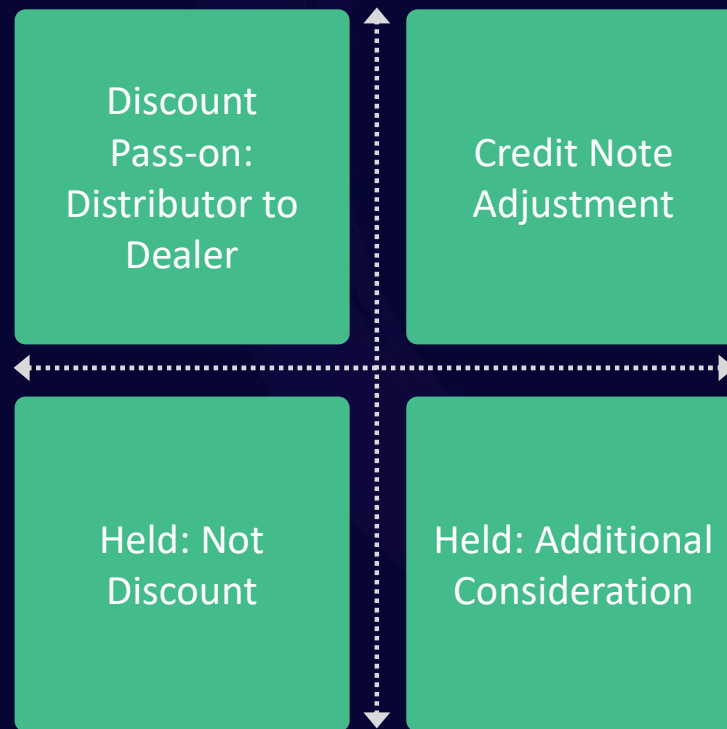 Discount
Pass-on:
Distributor to
Dealer
Credit Note
Adjustment
Held: Not
Discount
Held: Additional
Consideration